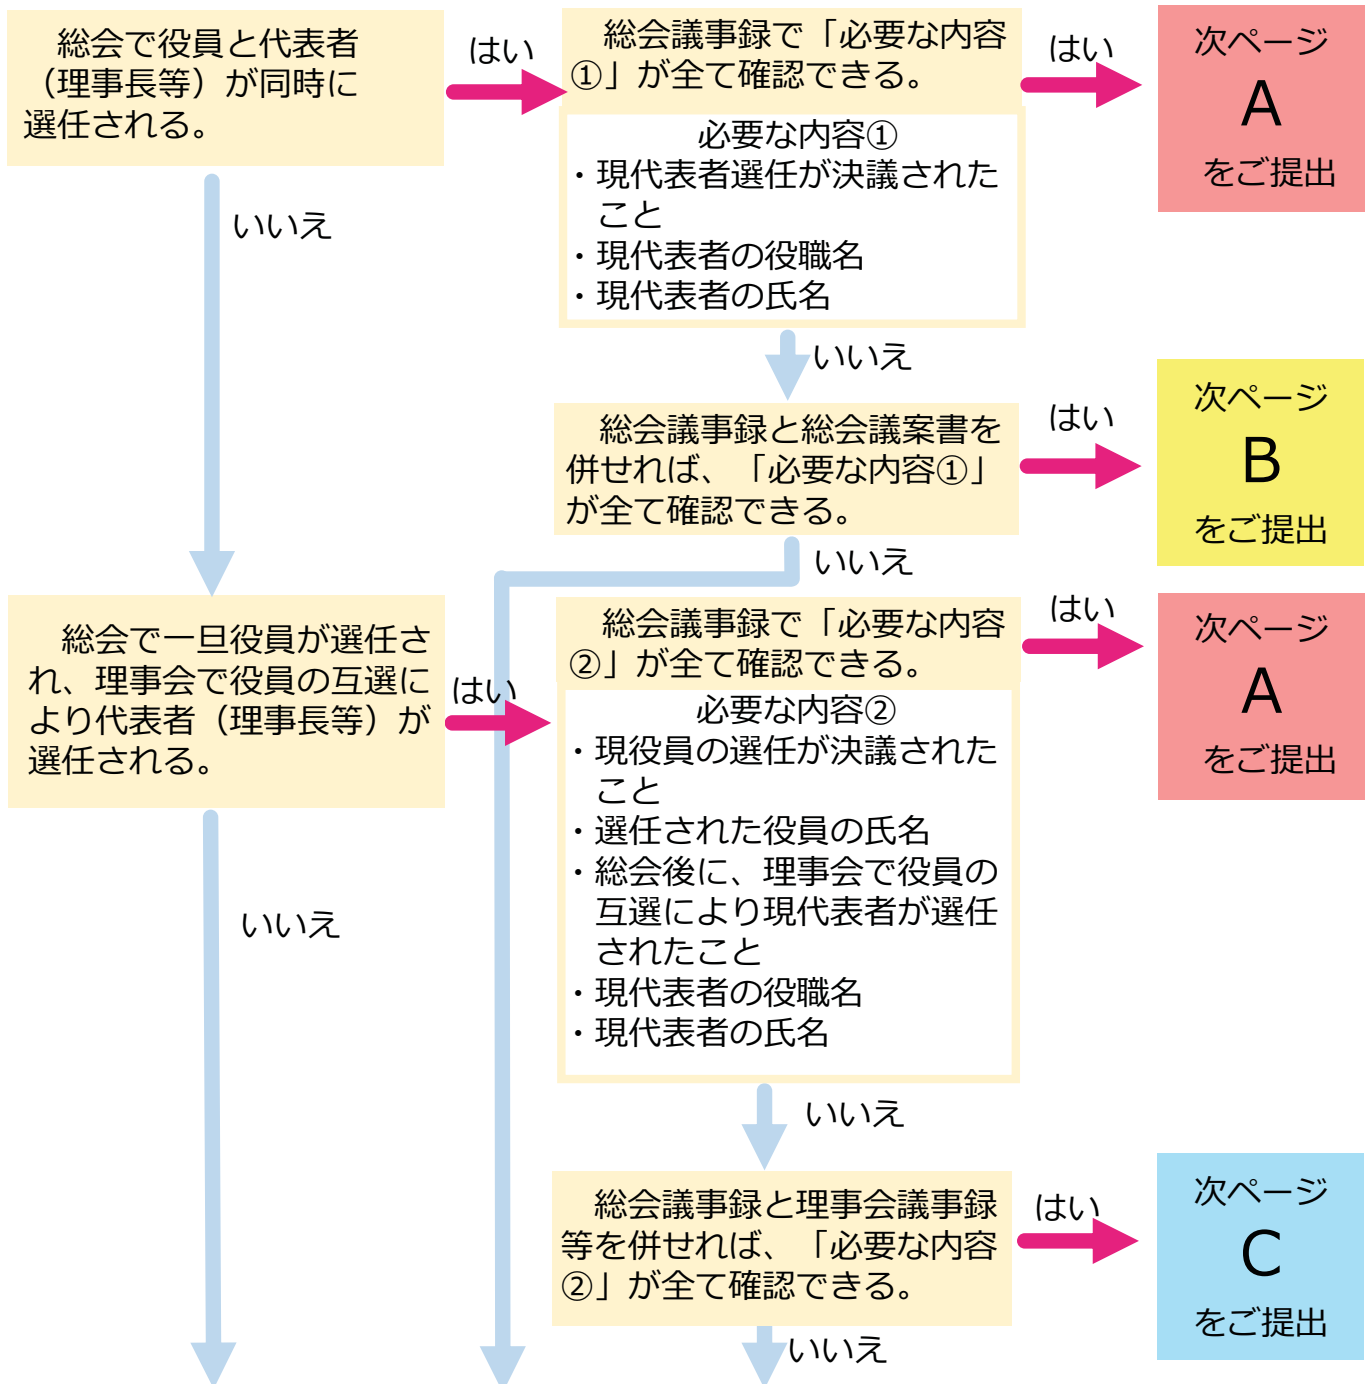 総会で役員と代表者
（理事長等）が同時に
選任される。
はい
総会議事録で「必要な内容
①」が全て確認できる。
必要な内容①
・現代表者選任が決議された
こと
・現代表者の役職名
・現代表者の氏名
はい
次ページ
A
をご提出
いいえ
いいえ
総会議事録と総会議案書を
併せれば、「必要な内容①」
が全て確認できる。
はい
次ページ
B
をご提出
いいえ
総会で一旦役員が選任さ
れ、理事会で役員の互選に
より代表者（理事長等）が
選任される。
はい
総会議事録で「必要な内容
②」が全て確認できる。
必要な内容②
・現役員の選任が決議された
こと
・選任された役員の氏名
・総会後に、理事会で役員の
互選により現代表者が選任
されたこと
・現代表者の役職名
・現代表者の氏名
はい
次ページ
A
をご提出
いいえ
いいえ
総会議事録と理事会議事録
等を併せれば、「必要な内容
②」が全て確認できる。
はい
次ページ
C
をご提出
いいえ